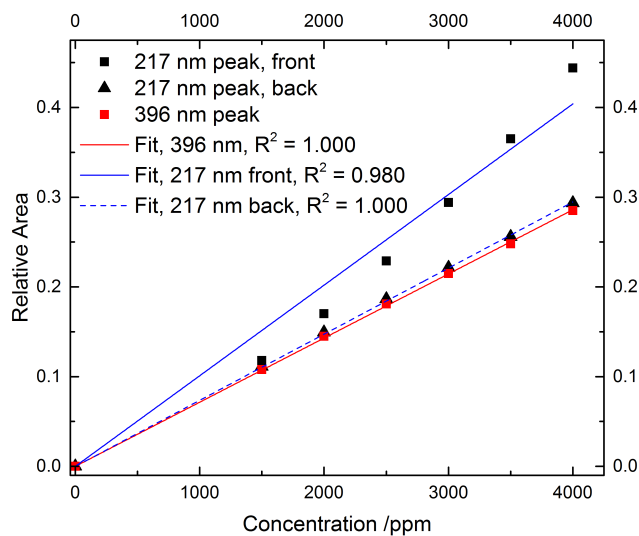 0 1000 2000 3000 4000
217 nm peak, front
217 nm peak, back
396 nm peak
Fit, 396 nm, R² = 1.000
Fit, 217 nm front, R² = 0.980
Fit, 217 nm back, R² = 1.000
0.4 0.4
0.3 0.3
0.2 0.2
0.1 0.1
0.0 0.0
Relative Area
0 1000 2000 3000 4000
Concentration /ppm